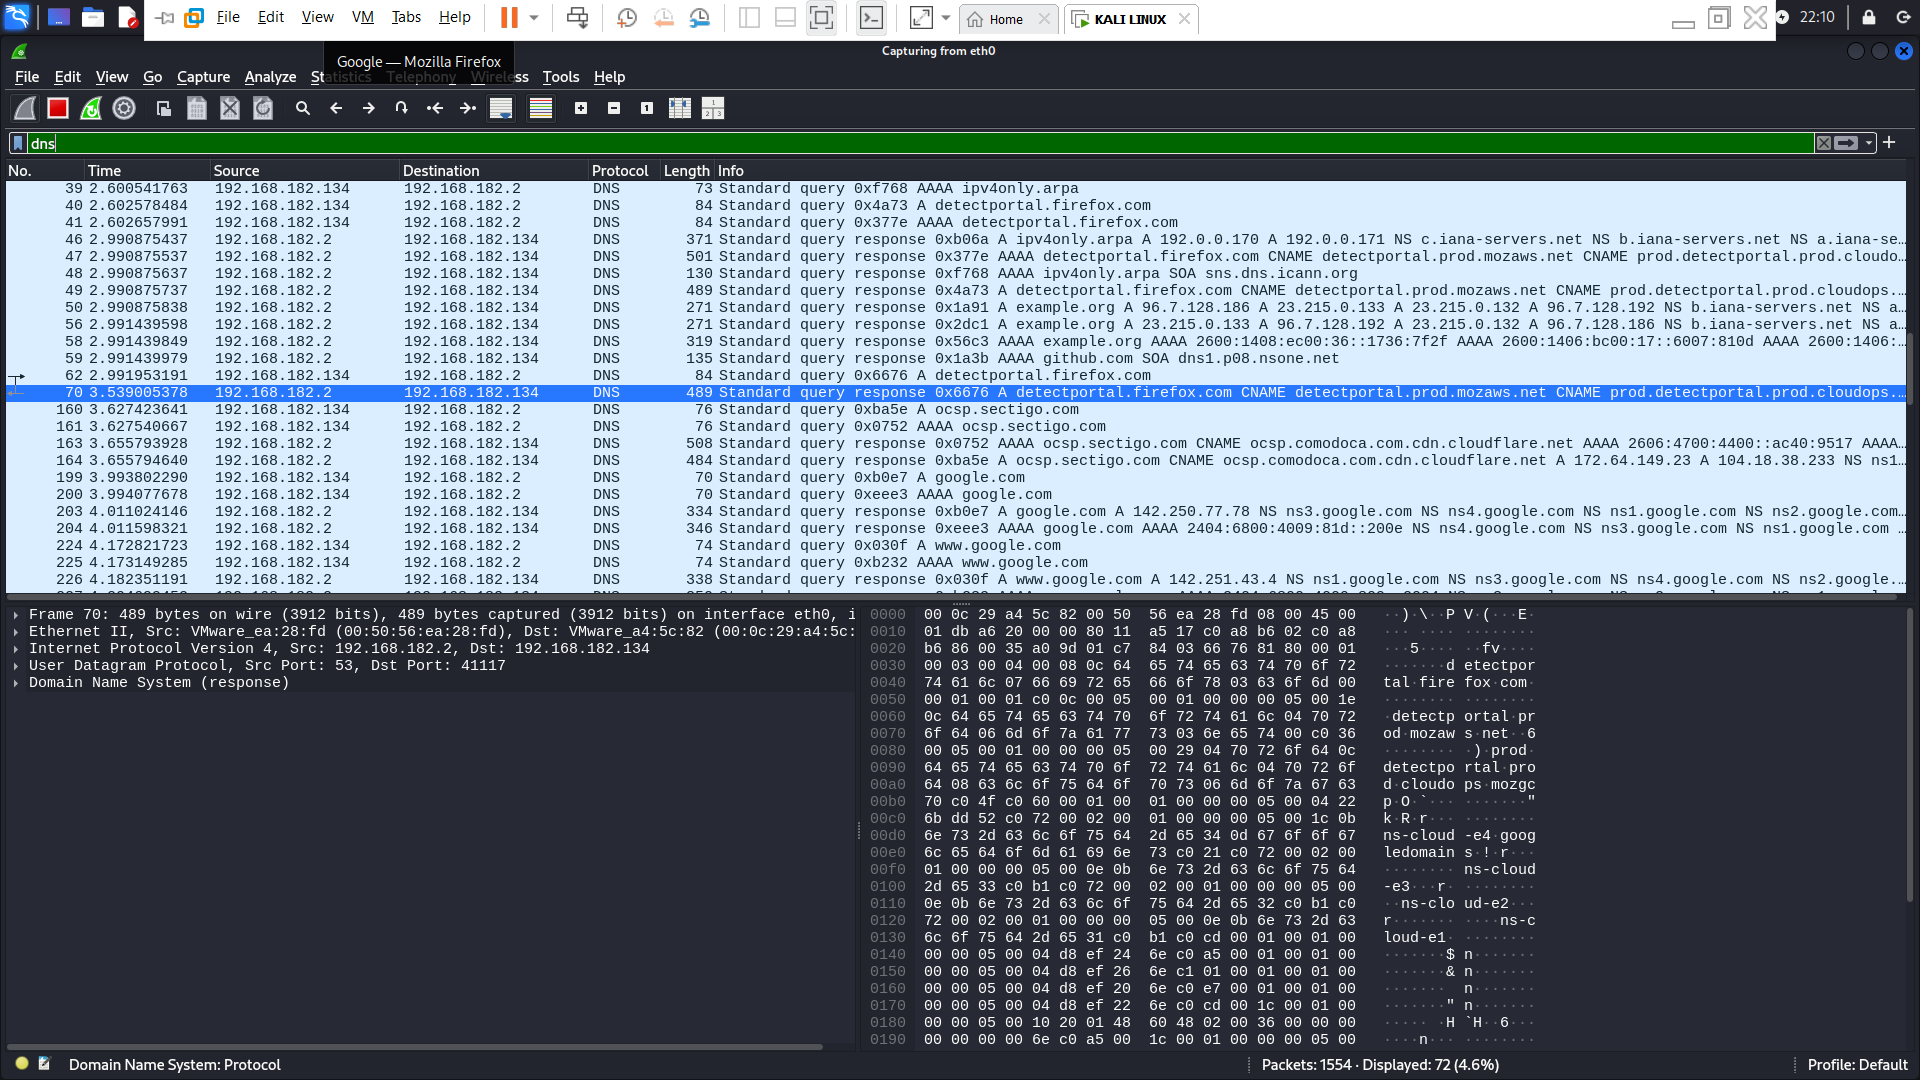 File Edit View VM Tabs Help
Home
KALI LINUX
22:10
Capturing from eth0
Google — Mozilla Firefox
File Edit View Go Capture Analyze Statistics Telephony Wireless Tools Help
dns
No. Time Source Destination Protocol Length Info
39 2.600541763 192.168.182.134 192.168.182.2 DNS 73 Standard query 0xf768 AAAA ipv4only.arpa
40 2.602578484 192.168.182.134 192.168.182.2 DNS 84 Standard query 0x4a73 A detectportal.firefox.com
41 2.602657991 192.168.182.134 192.168.182.2 DNS 84 Standard query 0x377e AAAA detectportal.firefox.com
46 2.990875437 192.168.182.2 192.168.182.134 DNS 371 Standard query response 0xb06a A ipv4only.arpa A 192.0.0.170 A 192.0.0.171 NS c.iana-servers.net NS b.iana-servers.net NS a.iana-se…
47 2.990875537 192.168.182.2 192.168.182.134 DNS 501 Standard query response 0x377e AAAA detectportal.firefox.com CNAME detectportal.prod.mozaws.net CNAME prod.detectportal.prod.cloudo…
48 2.990875637 192.168.182.2 192.168.182.134 DNS 130 Standard query response 0xf768 AAAA ipv4only.arpa SOA sns.dns.icann.org
49 2.990875737 192.168.182.2 192.168.182.134 DNS 489 Standard query response 0x4a73 A detectportal.firefox.com CNAME detectportal.prod.mozaws.net CNAME prod.detectportal.prod.cloudops.…
50 2.990875838 192.168.182.2 192.168.182.134 DNS 271 Standard query response 0x1a91 A example.org A 96.7.128.186 A 23.215.0.133 A 23.215.0.132 A 96.7.128.192 NS b.iana-servers.net NS a…
56 2.991439598 192.168.182.2 192.168.182.134 DNS 271 Standard query response 0x2dc1 A example.org A 23.215.0.133 A 96.7.128.192 A 23.215.0.132 A 96.7.128.186 NS b.iana-servers.net NS a…
58 2.991439849 192.168.182.2 192.168.182.134 DNS 319 Standard query response 0x56c3 AAAA example.org AAAA 2600:1408:ec00:36::1736:7f2f AAAA 2600:1406:bc00:17::6007:810d AAAA 2600:1406:…
59 2.991439979 192.168.182.2 192.168.182.134 DNS 135 Standard query response 0x1a3b AAAA github.com SOA dns1.p08.nsone.net
62 2.991953191 192.168.182.134 192.168.182.2 DNS 84 Standard query 0x6676 A detectportal.firefox.com
70 3.539005378 192.168.182.2 192.168.182.134 DNS 489 Standard query response 0x6676 A detectportal.firefox.com CNAME detectportal.prod.mozaws.net CNAME prod.detectportal.prod.cloudops.…
160 3.627423641 192.168.182.134 192.168.182.2 DNS 76 Standard query 0xba5e A ocsp.sectigo.com
161 3.627540667 192.168.182.134 192.168.182.2 DNS 76 Standard query 0x0752 AAAA ocsp.sectigo.com
163 3.655793928 192.168.182.2 192.168.182.134 DNS 508 Standard query response 0x0752 AAAA ocsp.sectigo.com CNAME ocsp.comodoca.com.cdn.cloudflare.net AAAA 2606:4700:4400::ac40:9517 AAAA…
164 3.655794640 192.168.182.2 192.168.182.134 DNS 484 Standard query response 0xba5e A ocsp.sectigo.com CNAME ocsp.comodoca.com.cdn.cloudflare.net A 172.64.149.23 A 104.18.38.233 NS ns1…
199 3.993802290 192.168.182.134 192.168.182.2 DNS 70 Standard query 0xb0e7 A google.com
200 3.994077678 192.168.182.134 192.168.182.2 DNS 70 Standard query 0xeee3 AAAA google.com
203 4.011024146 192.168.182.2 192.168.182.134 DNS 334 Standard query response 0xb0e7 A google.com A 142.250.77.78 NS ns3.google.com NS ns4.google.com NS ns1.google.com NS ns2.google.com…
204 4.011598321 192.168.182.2 192.168.182.134 DNS 346 Standard query response 0xeee3 AAAA google.com AAAA 2404:6800:4009:81d::200e NS ns4.google.com NS ns3.google.com NS ns1.google.com …
224 4.172821723 192.168.182.134 192.168.182.2 DNS 74 Standard query 0x030f A www.google.com
225 4.173149285 192.168.182.134 192.168.182.2 DNS 74 Standard query 0xb232 AAAA www.google.com
226 4.182351191 192.168.182.2 192.168.182.134 DNS 338 Standard query response 0x030f A www.google.com A 142.251.43.4 NS ns1.google.com NS ns3.google.com NS ns4.google.com NS ns2.google.…
Frame 70: 489 bytes on wire (3912 bits), 489 bytes captured (3912 bits) on interface eth0, i
Ethernet II, Src: VMware_ea:28:fd (00:50:56:ea:28:fd), Dst: VMware_a4:5c:82 (00:0c:29:a4:5c:
Internet Protocol Version 4, Src: 192.168.182.2, Dst: 192.168.182.134
User Datagram Protocol, Src Port: 53, Dst Port: 41117
Domain Name System (response)
0000 00 0c 29 a4 5c 82 00 50 56 ea 28 fd 08 00 45 00 ··)·\··P V·(···E·
0010 01 db a6 20 00 00 80 11 a5 17 c0 a8 b6 02 c0 a8 ··· ···· ········
0020 b6 86 00 35 a0 9d 01 c7 84 03 66 76 81 80 00 01 ···5···· ··fv····
0030 00 03 00 04 00 08 0c 64 65 74 65 63 74 70 6f 72 ·······d etectpor
0040 74 61 6c 07 66 69 72 65 66 6f 78 03 63 6f 6d 00 tal·fire fox·com·
0050 00 01 00 01 c0 0c 00 05 00 01 00 00 00 05 00 1e ········ ········
0060 0c 64 65 74 65 63 74 70 6f 72 74 61 6c 04 70 72 ·detectp ortal·pr
0070 6f 64 06 6d 6f 7a 61 77 73 03 6e 65 74 00 c0 36 od·mozaw s·net··6
0080 00 05 00 01 00 00 00 05 00 29 04 70 72 6f 64 0c ········ ·)·prod·
0090 64 65 74 65 63 74 70 6f 72 74 61 6c 04 70 72 6f detectpo rtal·pro
00a0 64 08 63 6c 6f 75 64 6f 70 73 06 6d 6f 7a 67 63 d·cloudo ps·mozgc
00b0 70 c0 4f c0 60 00 01 00 01 00 00 00 05 00 04 22 p·O·`··· ·······"
00c0 6b dd 52 c0 72 00 02 00 01 00 00 00 05 00 1c 0b k·R·r··· ········
00d0 6e 73 2d 63 6c 6f 75 64 2d 65 34 0d 67 6f 6f 67 ns-cloud -e4·goog
00e0 6c 65 64 6f 6d 61 69 6e 73 c0 21 c0 72 00 02 00 ledomain s·!·r···
00f0 01 00 00 00 05 00 0e 0b 6e 73 2d 63 6c 6f 75 64 ········ ns-cloud
0100 2d 65 33 c0 b1 c0 72 00 02 00 01 00 00 00 05 00 -e3···r· ········
0110 0e 0b 6e 73 2d 63 6c 6f 75 64 2d 65 32 c0 b1 c0 ··ns-clo ud-e2···
0120 72 00 02 00 01 00 00 00 05 00 0e 0b 6e 73 2d 63 r······· ····ns-c
0130 6c 6f 75 64 2d 65 31 c0 b1 c0 cd 00 01 00 01 00 loud-e1· ········
0140 00 00 05 00 04 d8 ef 24 6e c0 a5 00 01 00 01 00 ·······$ n·······
0150 00 00 05 00 04 d8 ef 26 6e c1 01 00 01 00 01 00 ·······& n·······
0160 00 00 05 00 04 d8 ef 20 6e c0 e7 00 01 00 01 00 ·······  n·······
0170 00 00 05 00 04 d8 ef 22 6e c0 cd 00 1c 00 01 00 ·······" n·······
0180 00 00 05 00 10 20 01 48 60 48 02 00 36 00 00 00 ····· ·H `H··6···
0190 00 00 00 00 6e c0 a5 00 1c 00 01 00 00 00 05 00 ····n··· ········
Domain Name System: Protocol
Packets: 1554 · Displayed: 72 (4.6%)
Profile: Default